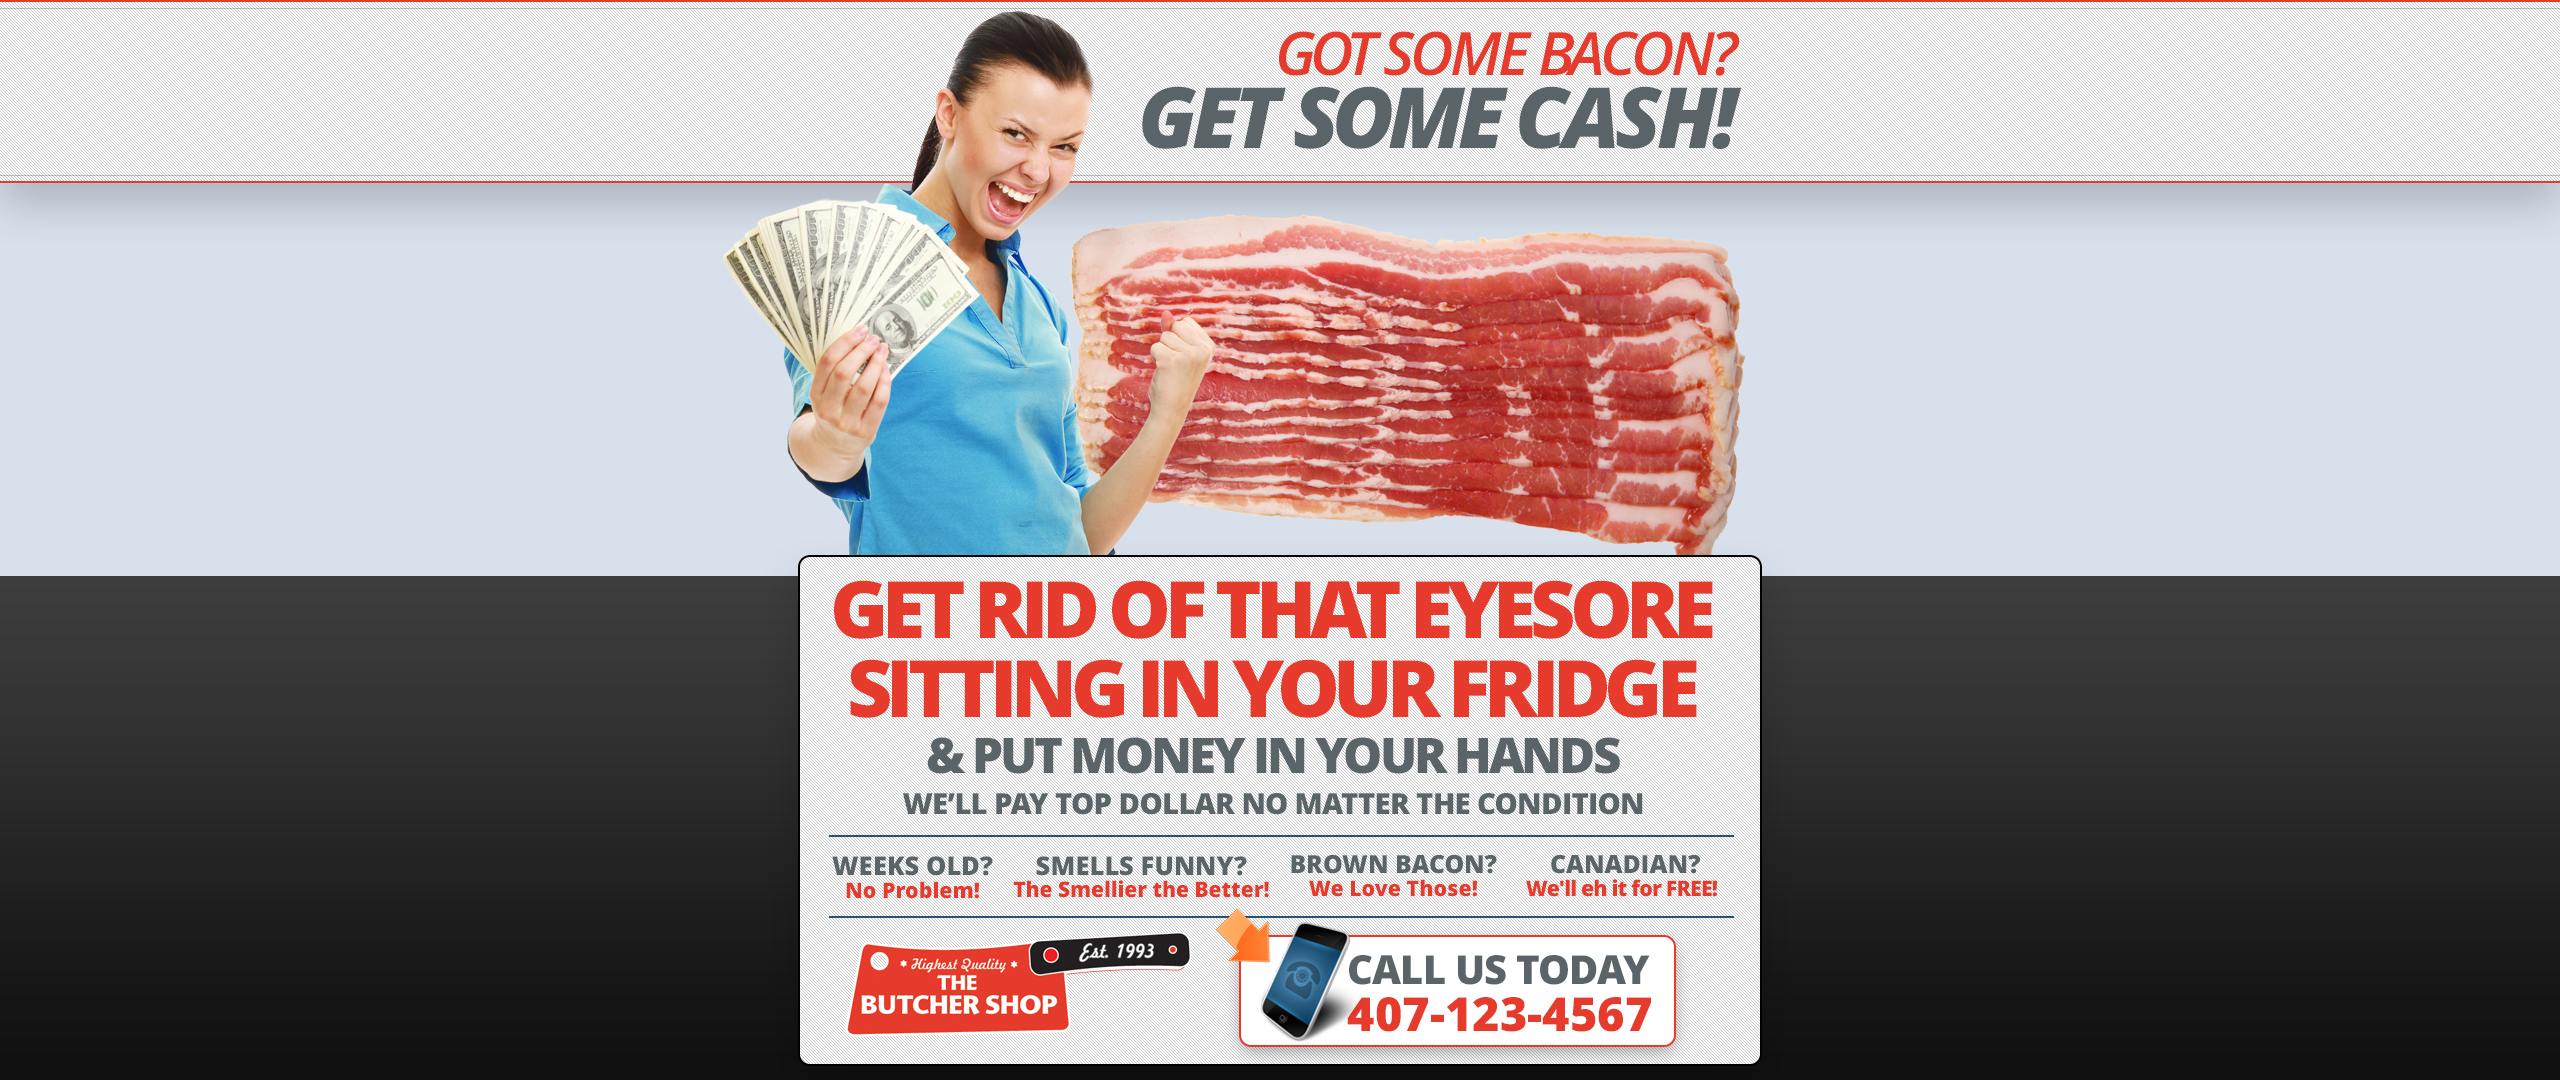 GOT SOME BACON?
GET SOME CASH!
GET RID OF THAT EYESORE
SITTING IN YOUR FRIDGE
& PUT MONEY IN YOUR HANDS
WE’LL PAY TOP DOLLAR NO MATTER THE CONDITION
WEEKS OLD?
No Problem!
SMELLS FUNNY?
The Smellier the Better!
BROWN BACON?
We Love Those!
CANADIAN?
We'll eh it for FREE!
Est. 1993
Highest Quality
THE
BUTCHER SHOP
CALL US TODAY
407-123-4567